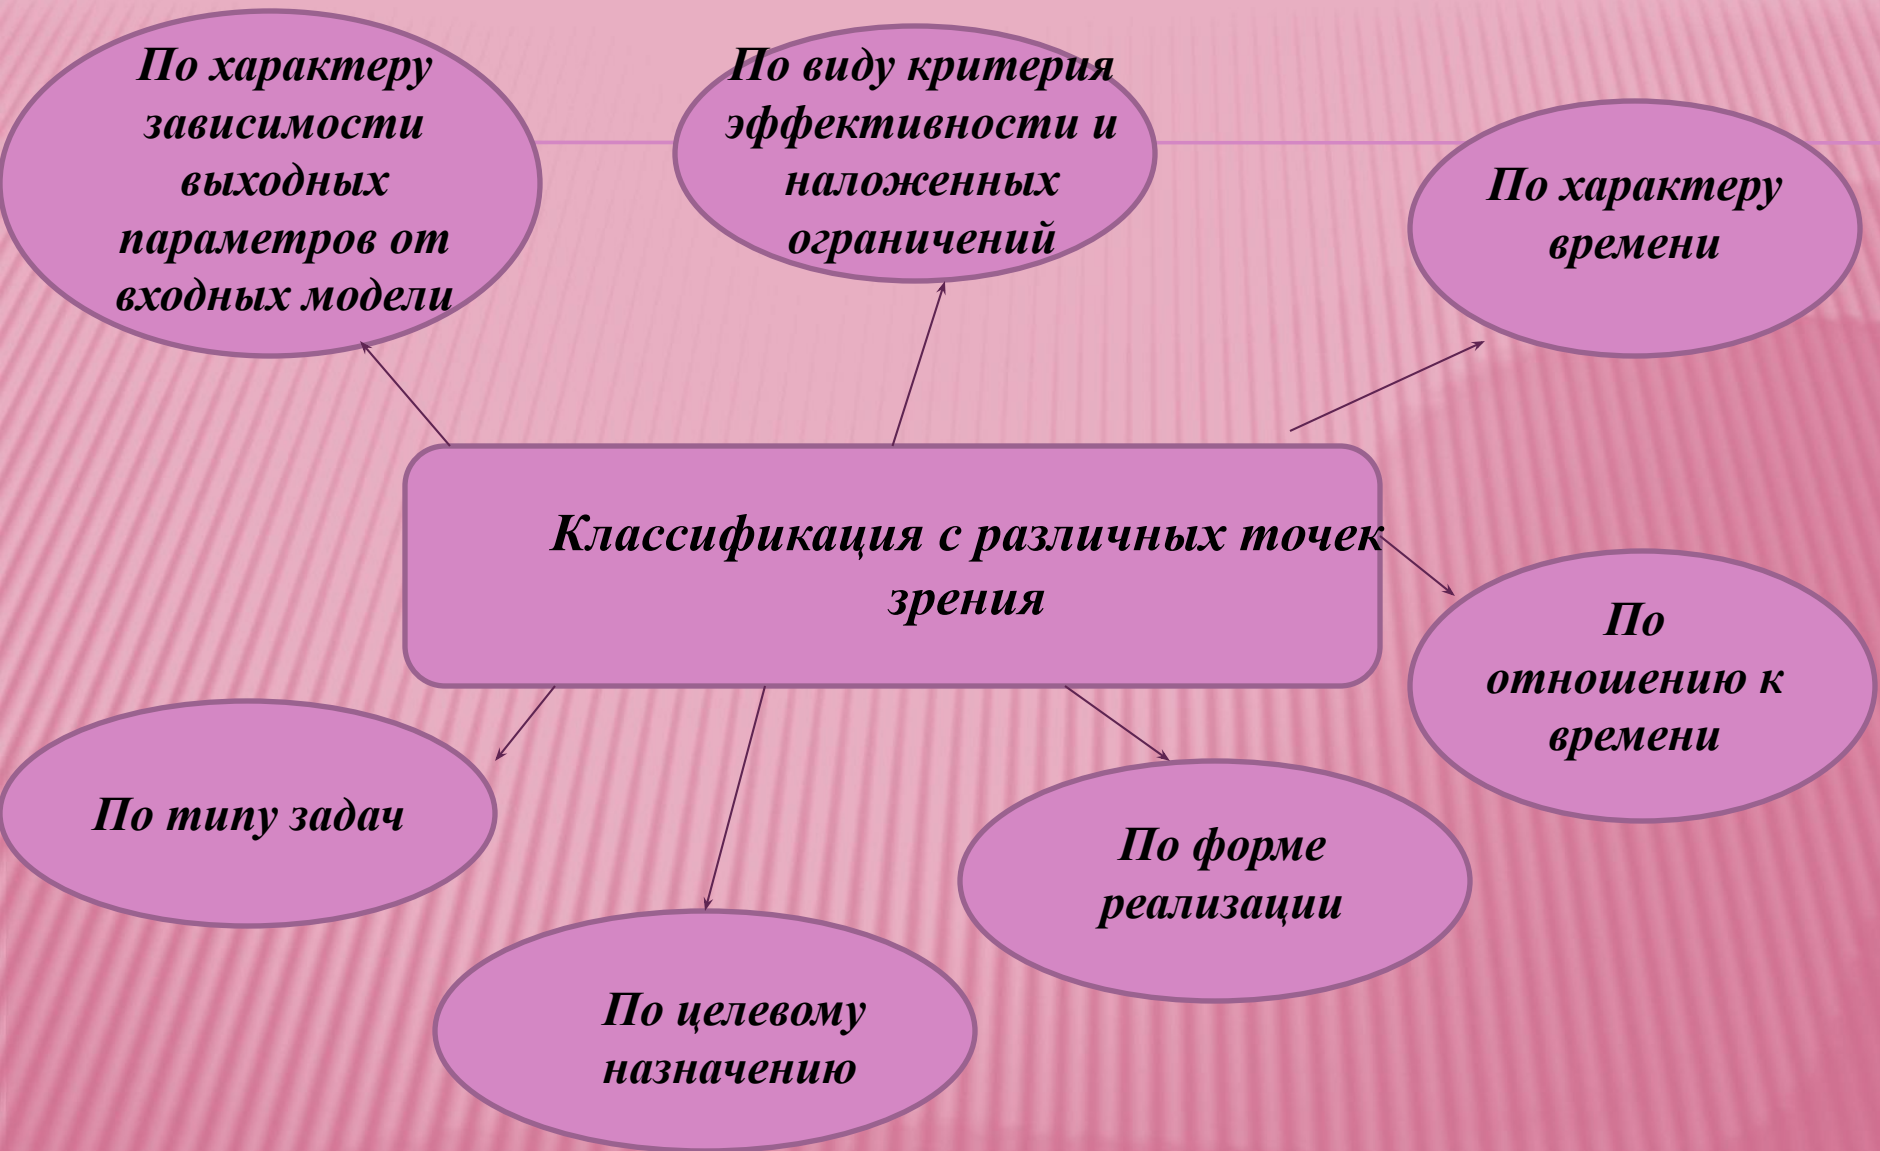 По характеру
зависимости
выходных
параметров от
входных модели
По виду критерия
эффективности и
наложенных
ограничений
По характеру
времени
Классификация с различных точек
зрения
По
отношению к
времени
По типу задач
По форме
реализации
По целевому
назначению